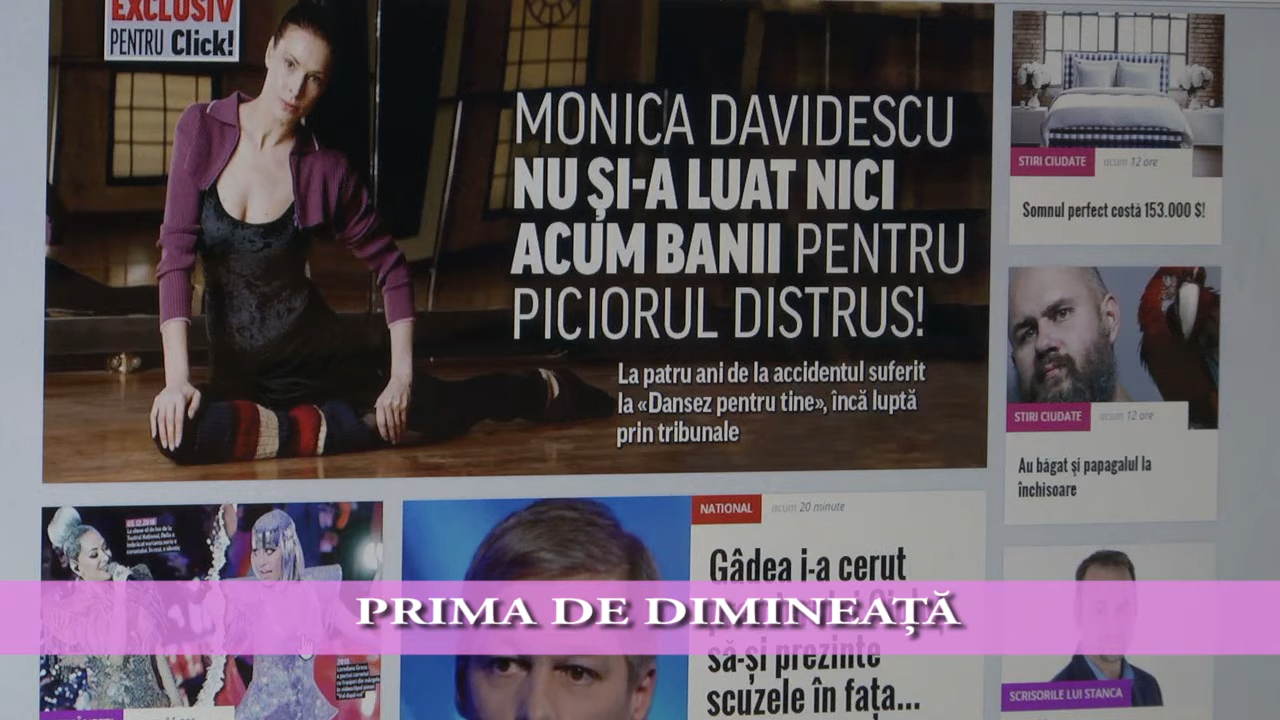 EXCLUSIV
PENTRU Click!
MONICA DAVIDESCU
NU ŞI-A LUAT NICI
ACUM BANII PENTRU
PICIORUL DISTRUS!
La patru ani de la accidentul suferit
la «Dansez pentru tine», încă luptă
prin tribunale
STIRI CIUDATE acum 12 ore
Somnul perfect costă 153.000 $!
STIRI CIUDATE acum 12 ore
Au băgat şi papagalul la
închisoare
NATIONAL acum 20 minute
Gâdea i-a cerut
să-și prezinte
scuzele în fața...
PRIMA DE DIMINEAȚĂ
SCRISORILE LUI STANCA